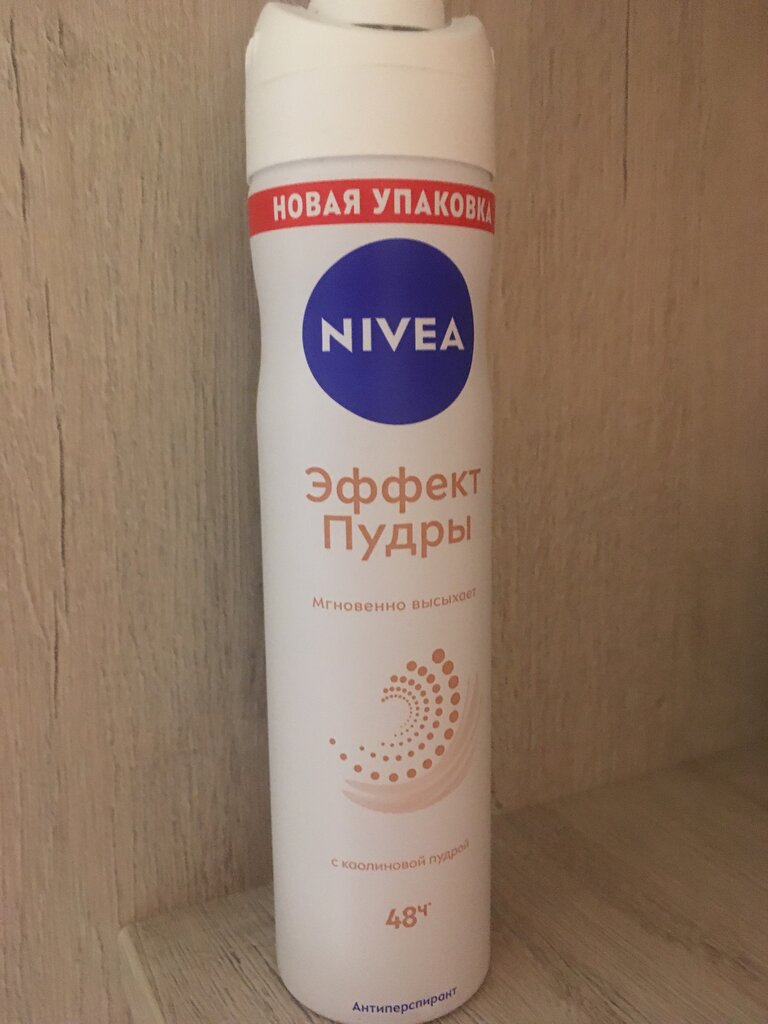 НОВАЯ УПАКОВКА
NIVEA
Эффект
Пудры
Мгновенно высыхает
с каолиновой пудрой
48ч*
Антиперспирант